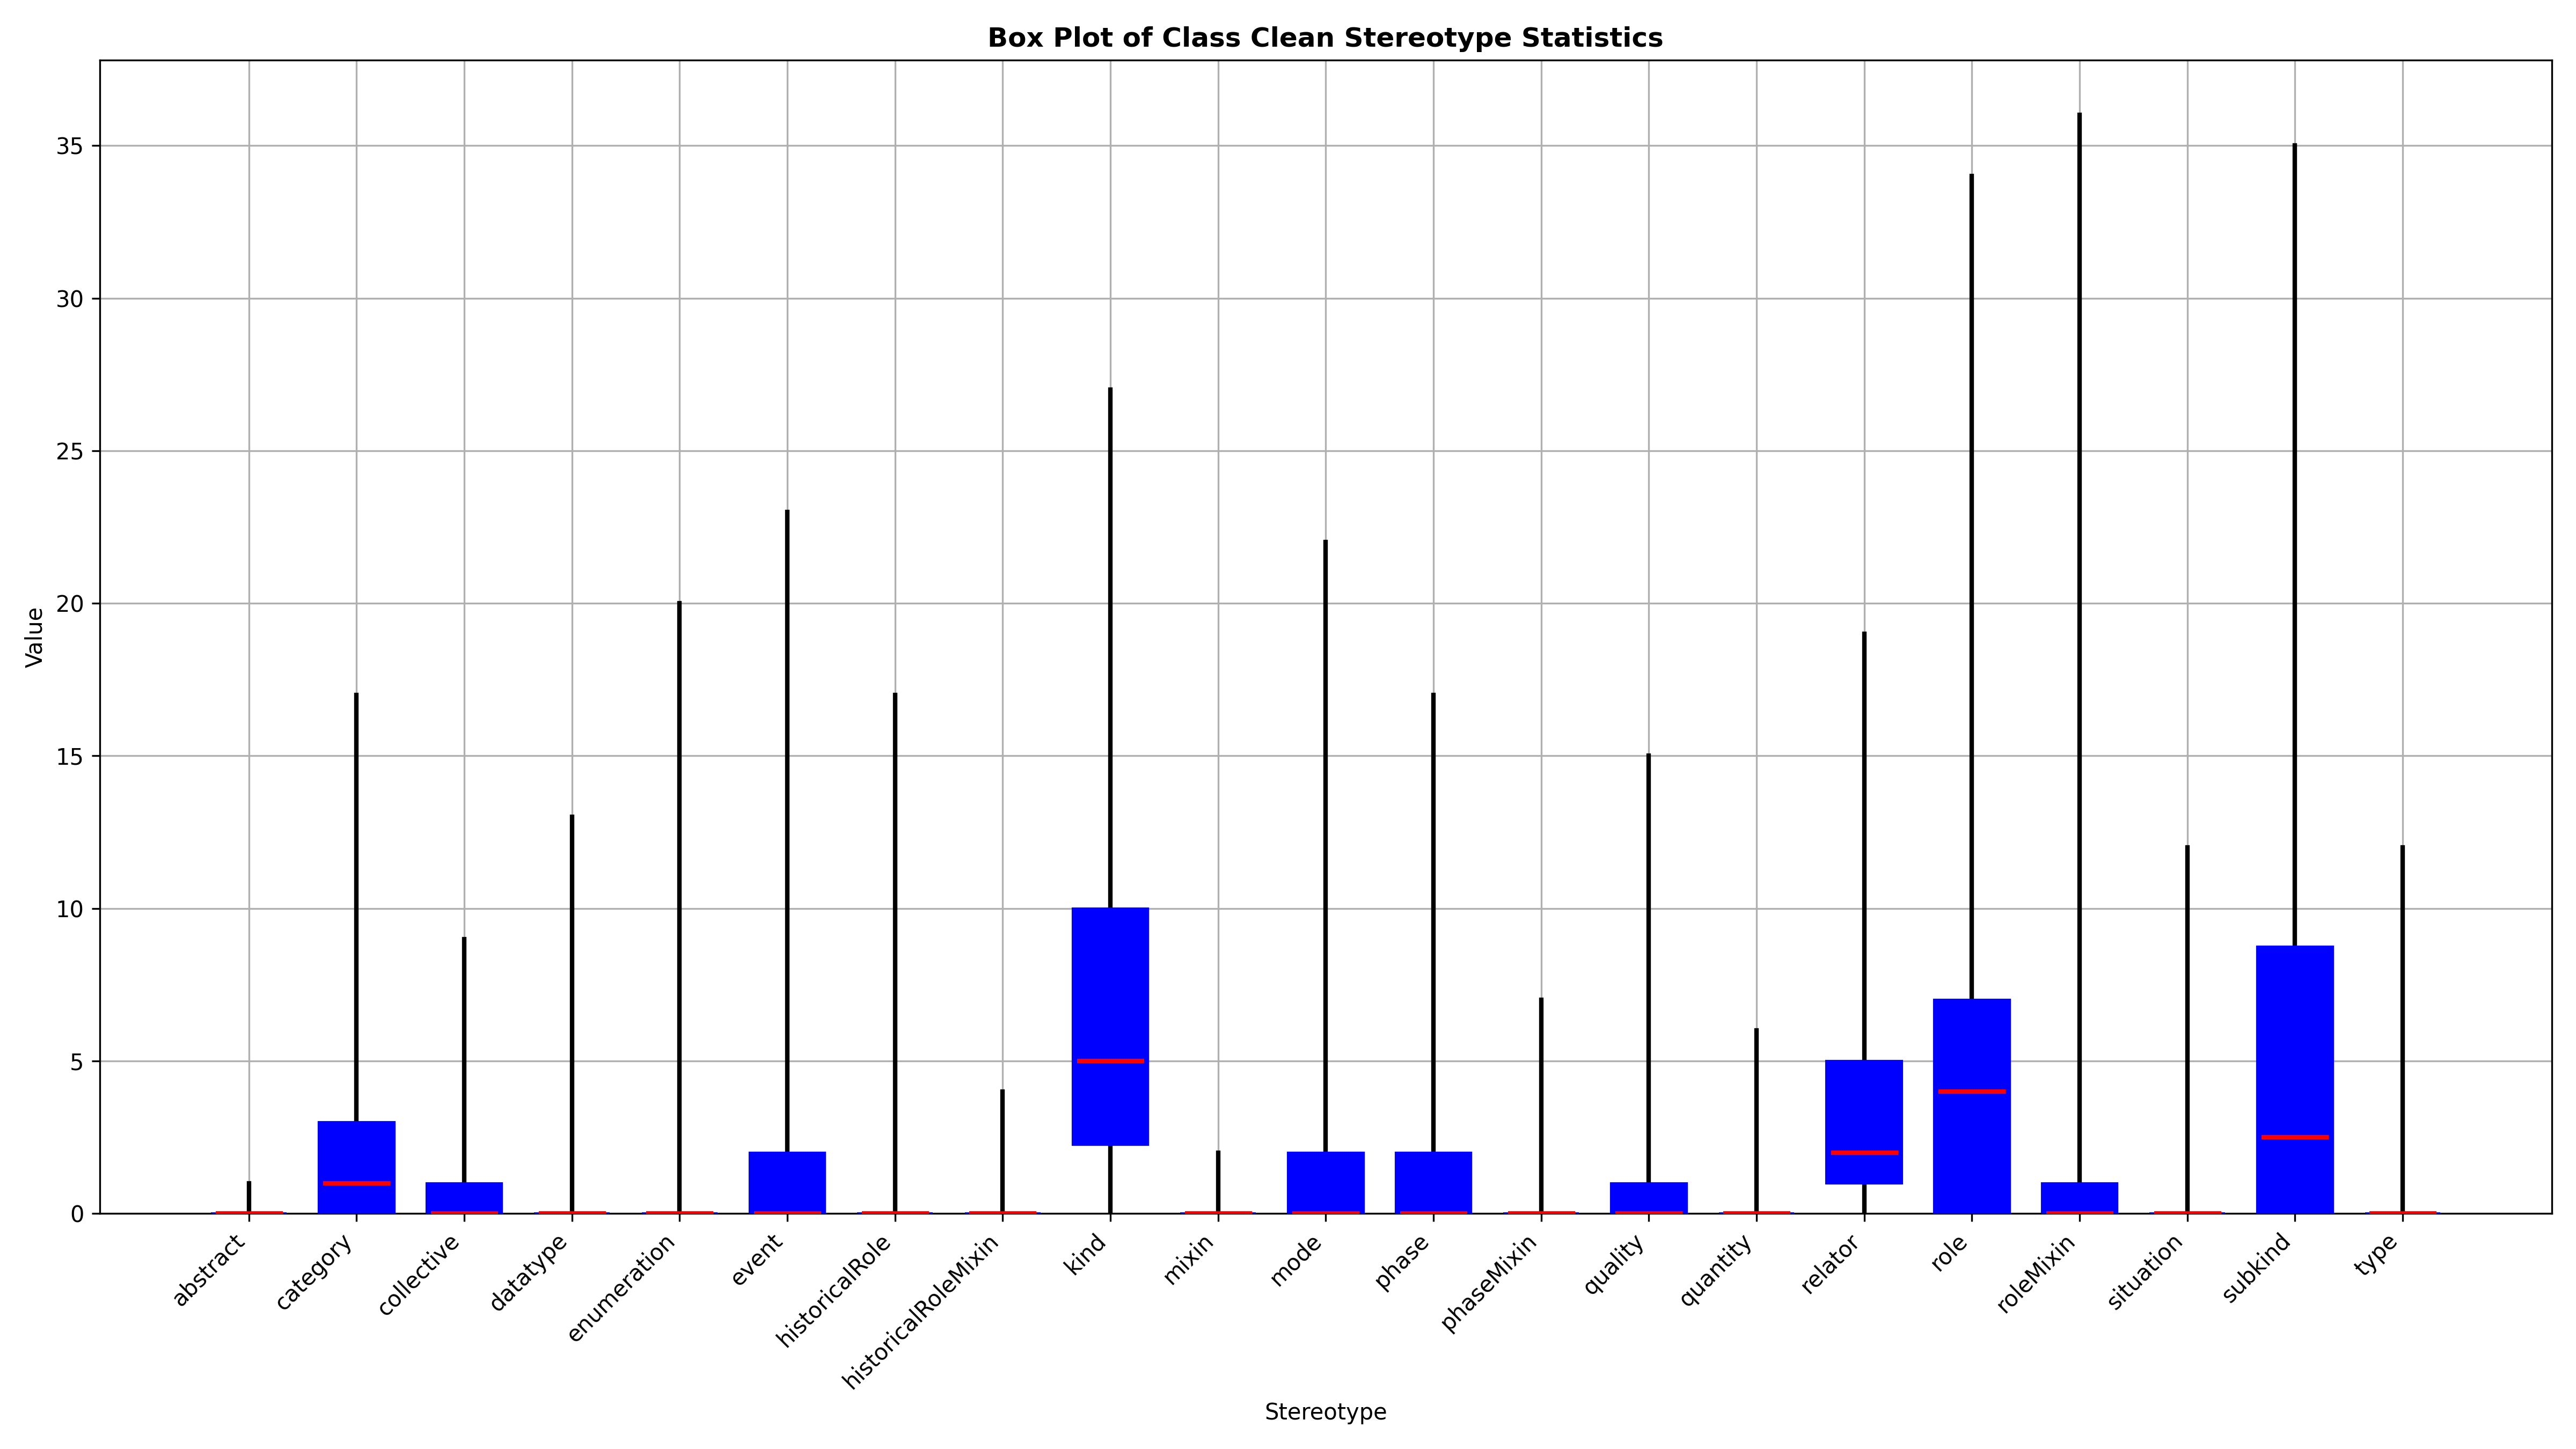 Box Plot of Class Clean Stereotype Statistics
35
30
25
20
15
10
5
0
Value
abstract
category
collective
datatype
enumeration
event
historicalRole
historicalRoleMixin
kind
mixin
mode
phase
phaseMixin
quality
quantity
relator
role
roleMixin
situation
subkind
type
Stereotype